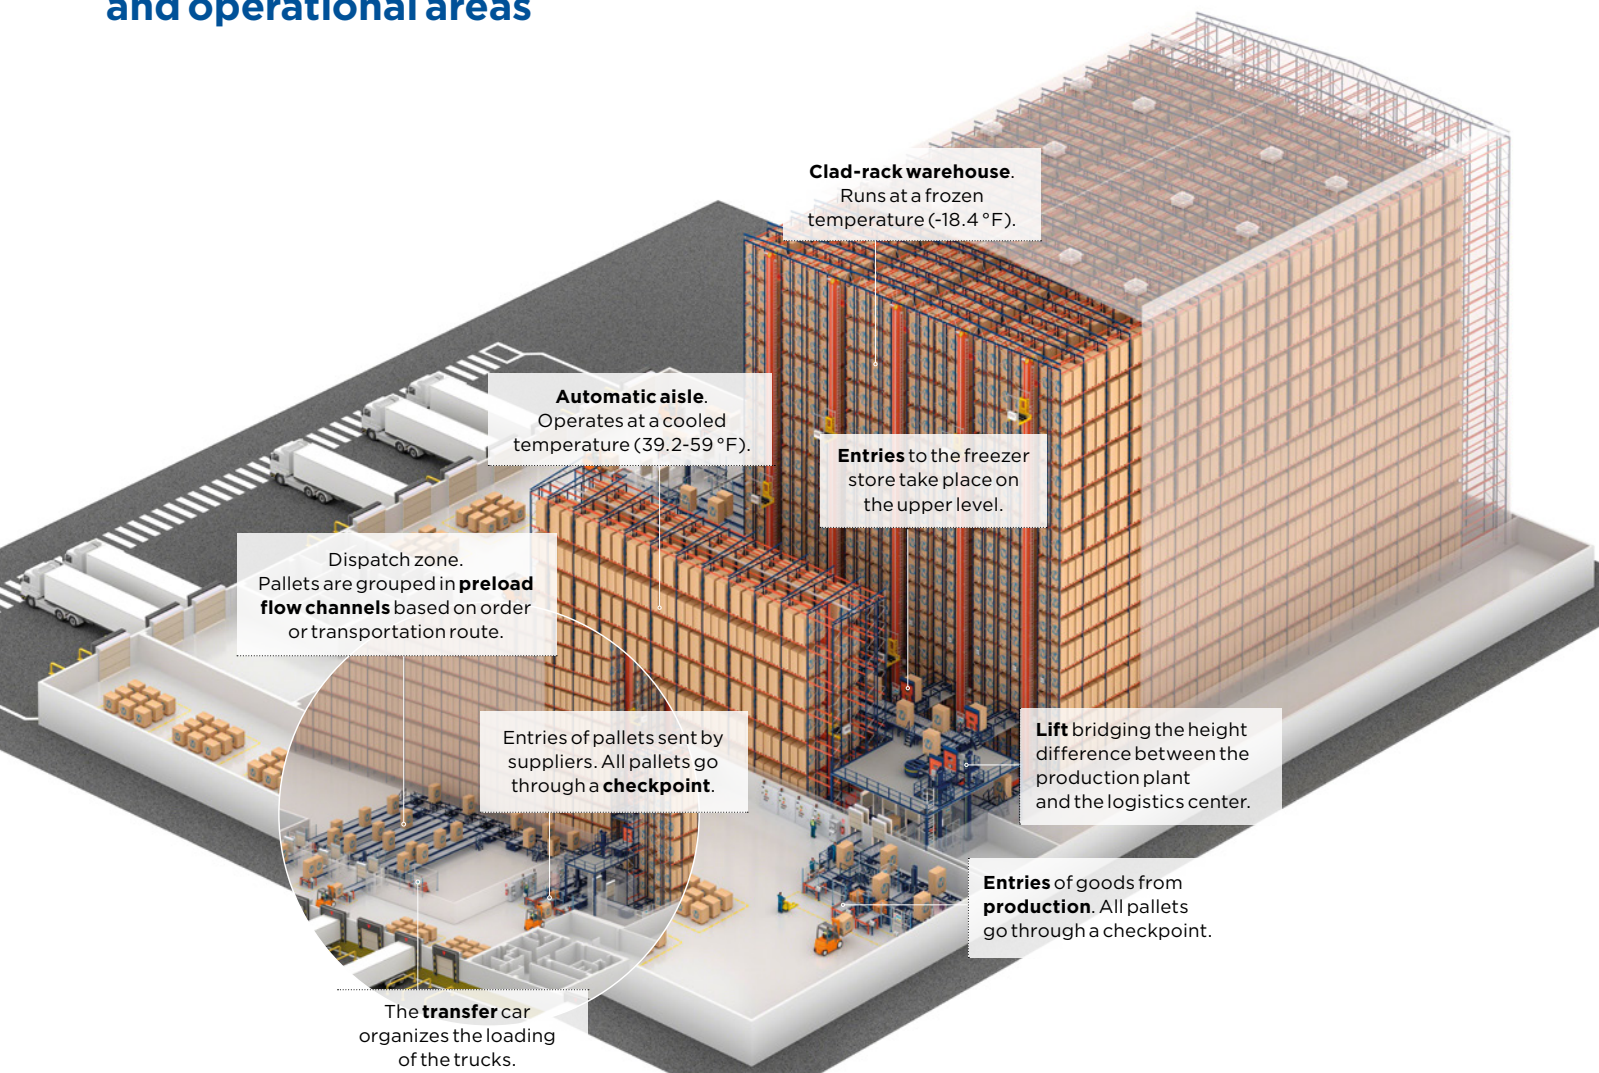 and operational areas
Clad-rack warehouse.
Runs at a frozen
temperature (-18.4 °F).
Automatic aisle.
Operates at a cooled
temperature (39.2-59 °F).
Entries to the freezer
store take place on
the upper level.
Dispatch zone.
Pallets are grouped in preload
flow channels based on order
or transportation route.
Entries of pallets sent by
suppliers. All pallets go
through a checkpoint.
Lift bridging the height
difference between the
production plant
and the logistics center.
Entries of goods from
production. All pallets
go through a checkpoint.
The transfer car
organizes the loading
of the trucks.